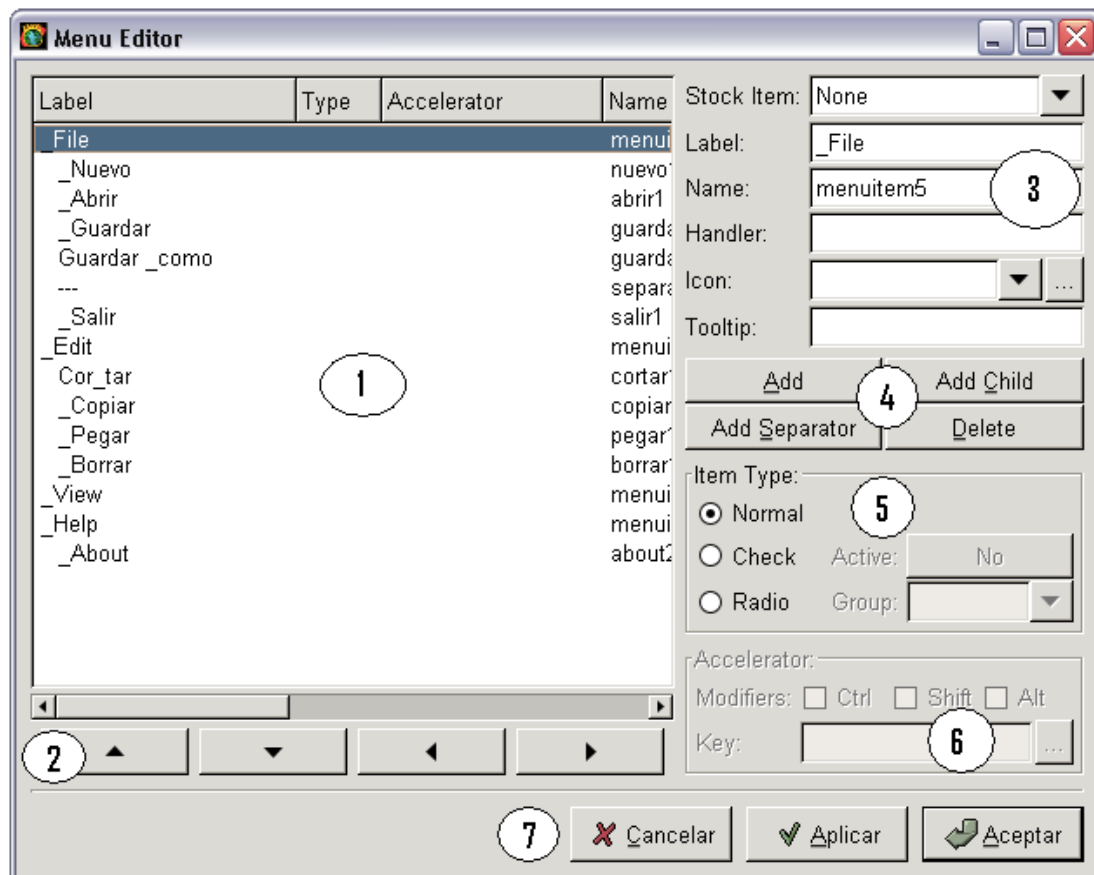 Menu Editor
Label Type Accelerator Name
_File menui
_Nuevo nuevo1
_Abrir abrir1
_Guardar guarda
Guardar _como guarda
--- separa
_Salir salir1
_Edit menui
Cor_tar cortar1
_Copiar copiar
_Pegar pegar1
_Borrar borrar1
_View menui
_Help menui
_About about2
1
2
Stock Item: None
Label: _File
Name: menuitem5
3
Handler:
Icon: ...
Tooltip:
Add Add Child
4
Add Separator Delete
Item Type:
5
Normal
Check Active: No
Radio Group:
Accelerator:
Modifiers: Ctrl Shift Alt
Key: ...
6
7 Cancelar Aplicar Aceptar